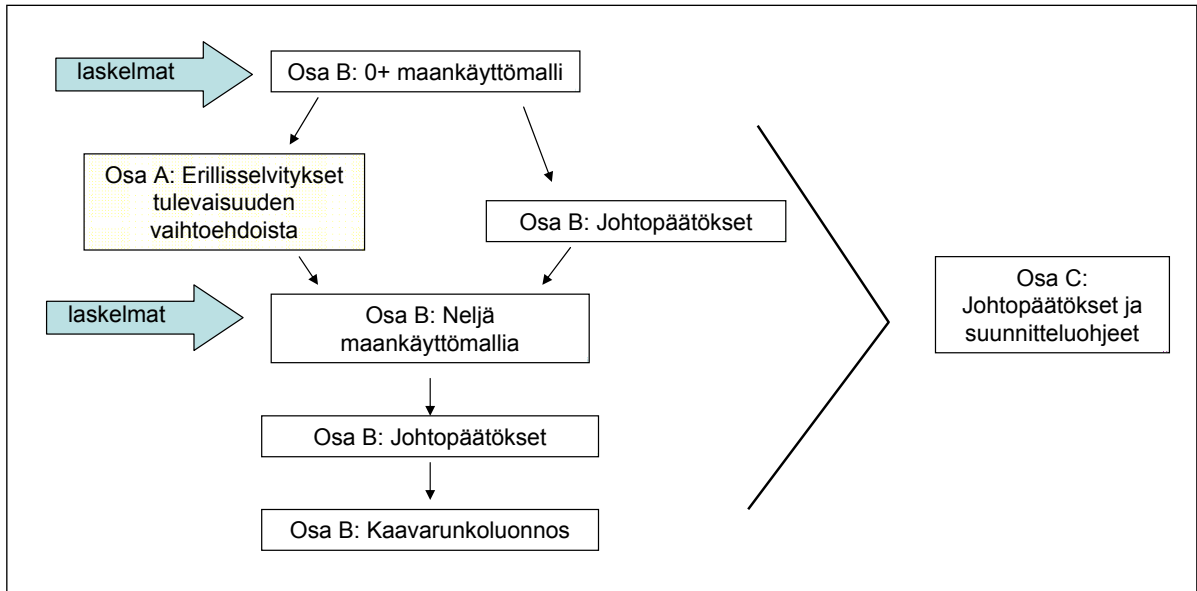 laskelmat
Osa B: 0+ maankäyttömalli
Osa A: Erillisselvitykset
tulevaisuuden
vaihtoehdoista
Osa B: Johtopäätökset
laskelmat
Osa B: Neljä
maankäyttömallia
Osa B: Johtopäätökset
Osa B: Kaavarunkoluonnos
Osa C:
Johtopäätökset ja
suunnitteluohjeet